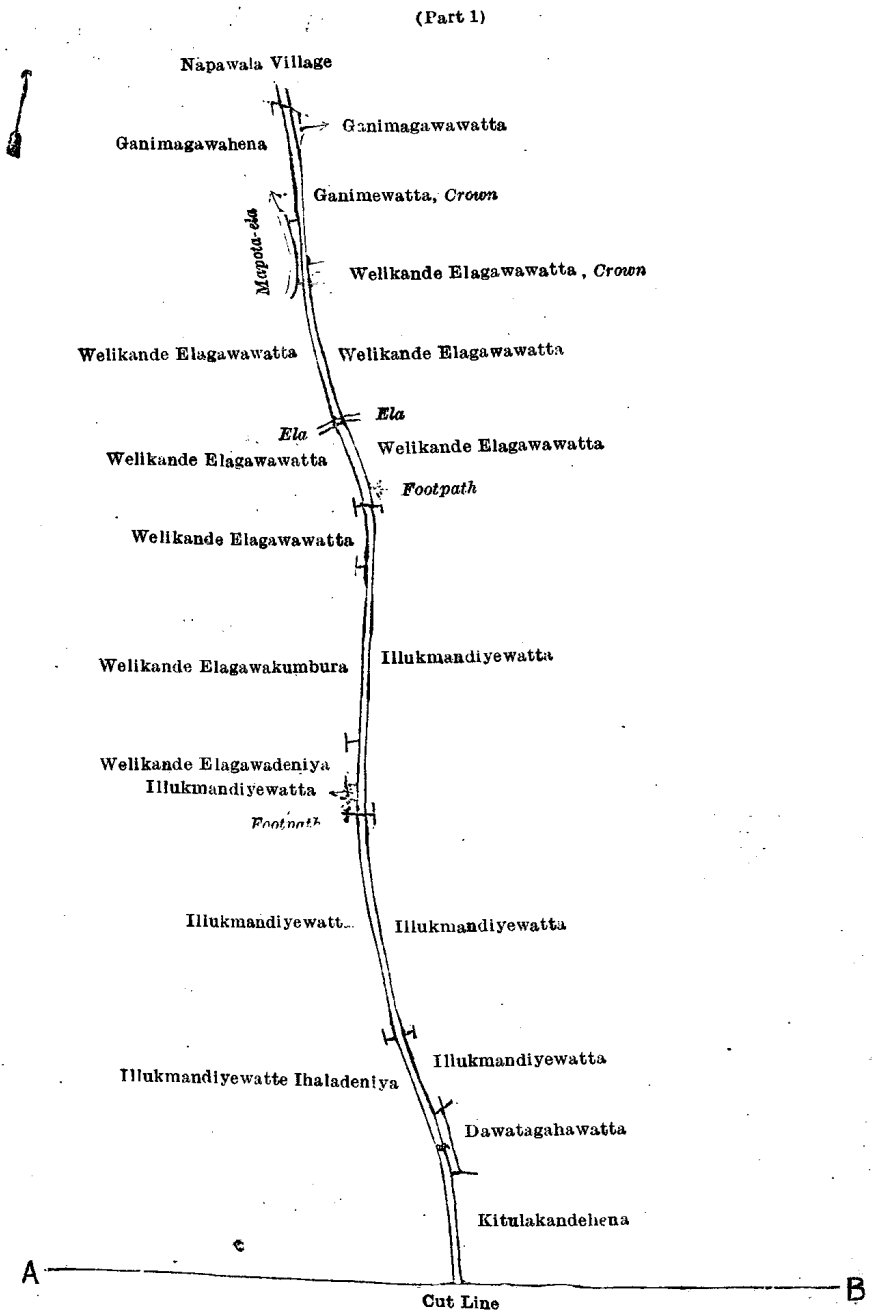 (Part 1)
Napawala Village
Ganimagawawatta
Ganimagawahena
Ganimewatta, Crown
Mapota-ela
Welikande Elagawawatta, Crown
Welikande Elagawawatta
Welikande Elagawawatta
Ela
Ela
Welikande Elagawawatta
Welikande Elagawawatta
Footpath
Welikande Elagawawatta
Illukmandiyewatta
Welikande Elagawakumbura
Welikande Elagawadeniya
Illukmandiyewatta
Footpath
Illukmandiyewatt
Illukmandiyewatta
Illukmandiyewatta
Illukmandiyewatte Ihaladeniya
Dawatagahawatta
Kitulakandehena
A
B
Cut Line